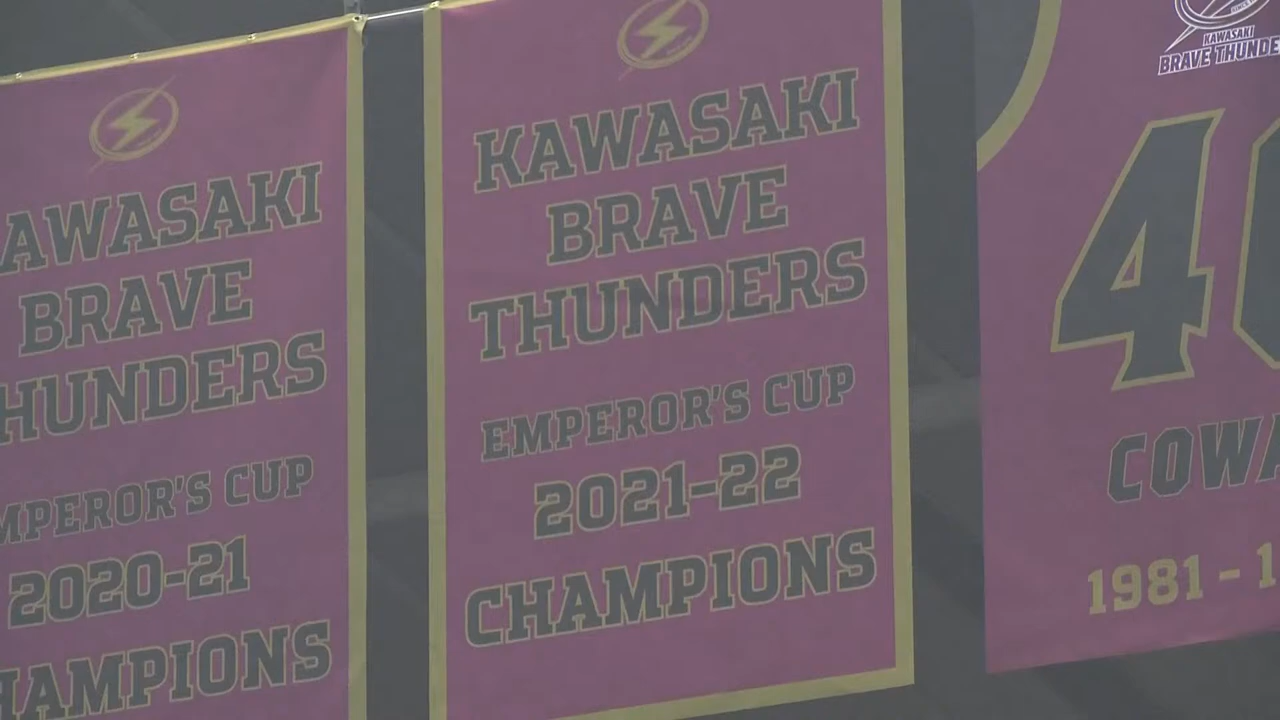 AWASAKI
BRAVE
HUNDERS
MPEROR'S CUP
2020-21
HAMPIONS
KAWASAKI
BRAVE
THUNDERS
EMPEROR'S CUP
2021-22
CHAMPIONS
KAWASAKI
BRAVE THUNDE
40
COWA
1981 - 1